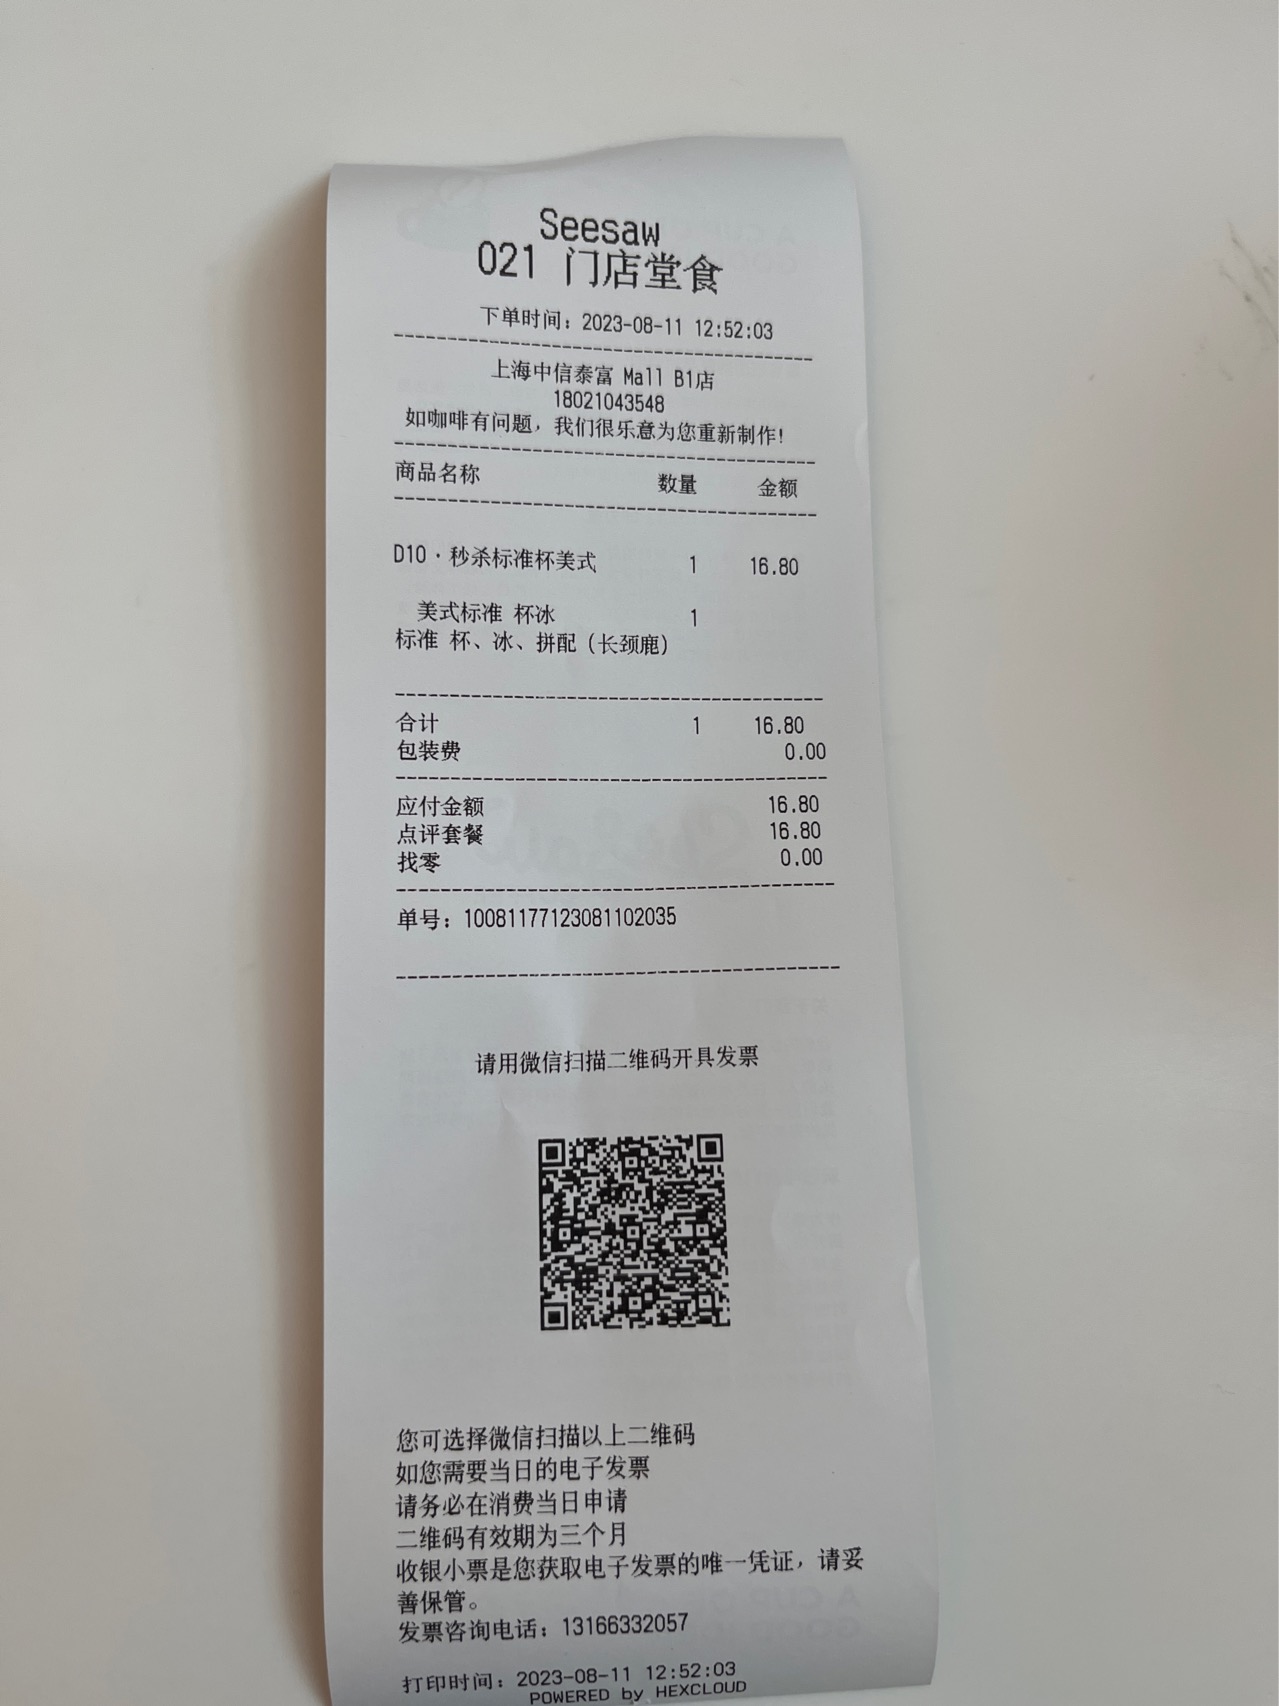 Seesaw
021 门店堂食
下单时间：2023-08-11 12:52:03
上海中信泰富 Mall B1店
18021043548
如咖啡有问题，我们很乐意为您重新制作！
商品名称 数量 金额
D10·秒杀标准杯美式 1 16.80
美式标准 杯冰 1
标准 杯、冰、拼配（长颈鹿）
合计 1 16.80
包装费 0.00
应付金额 16.80
点评套餐 16.80
找零 0.00
单号：10081177123081102035
请用微信扫描二维码开具发票
您可选择微信扫描以上二维码
如您需要当日的电子发票
请务必在消费当日申请
二维码有效期为三个月
收银小票是您获取电子发票的唯一凭证，请妥
善保管。
发票咨询电话：13166332057
打印时间：2023-08-11 12:52:03
POWERED by HEXCLOUD